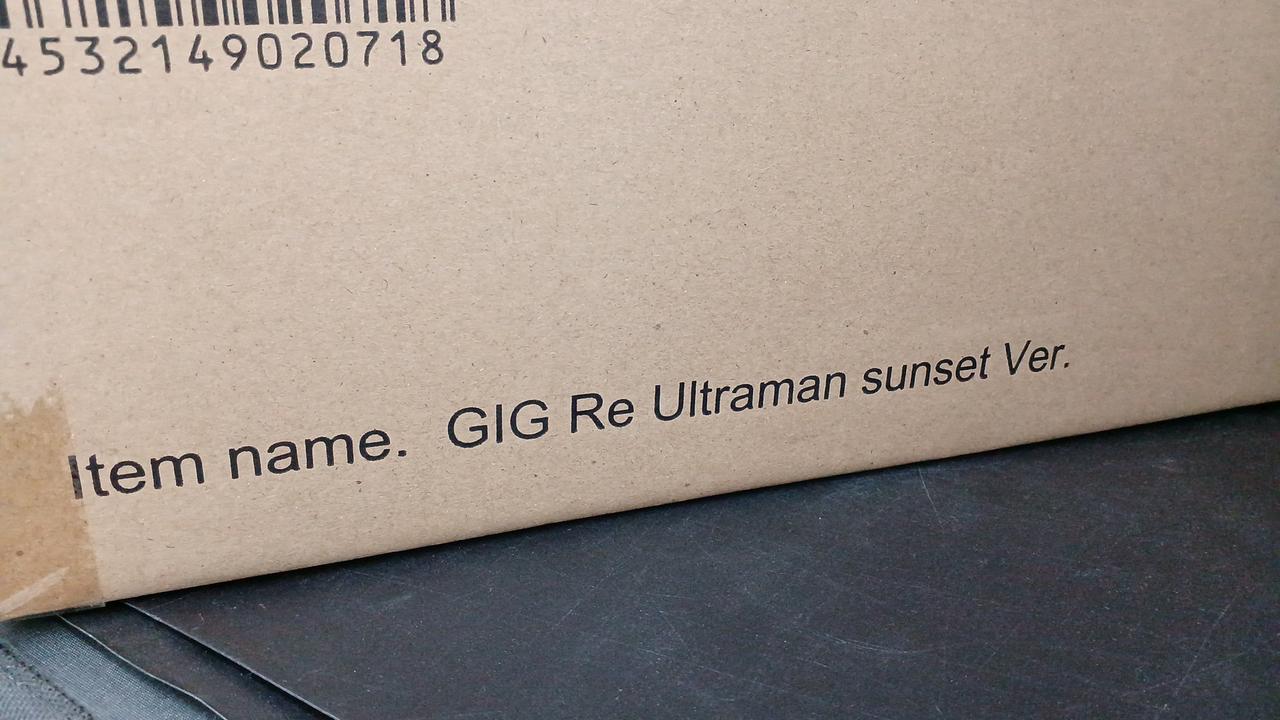 4532149020718
Item name. GIG Re Ultraman sunset Ver.